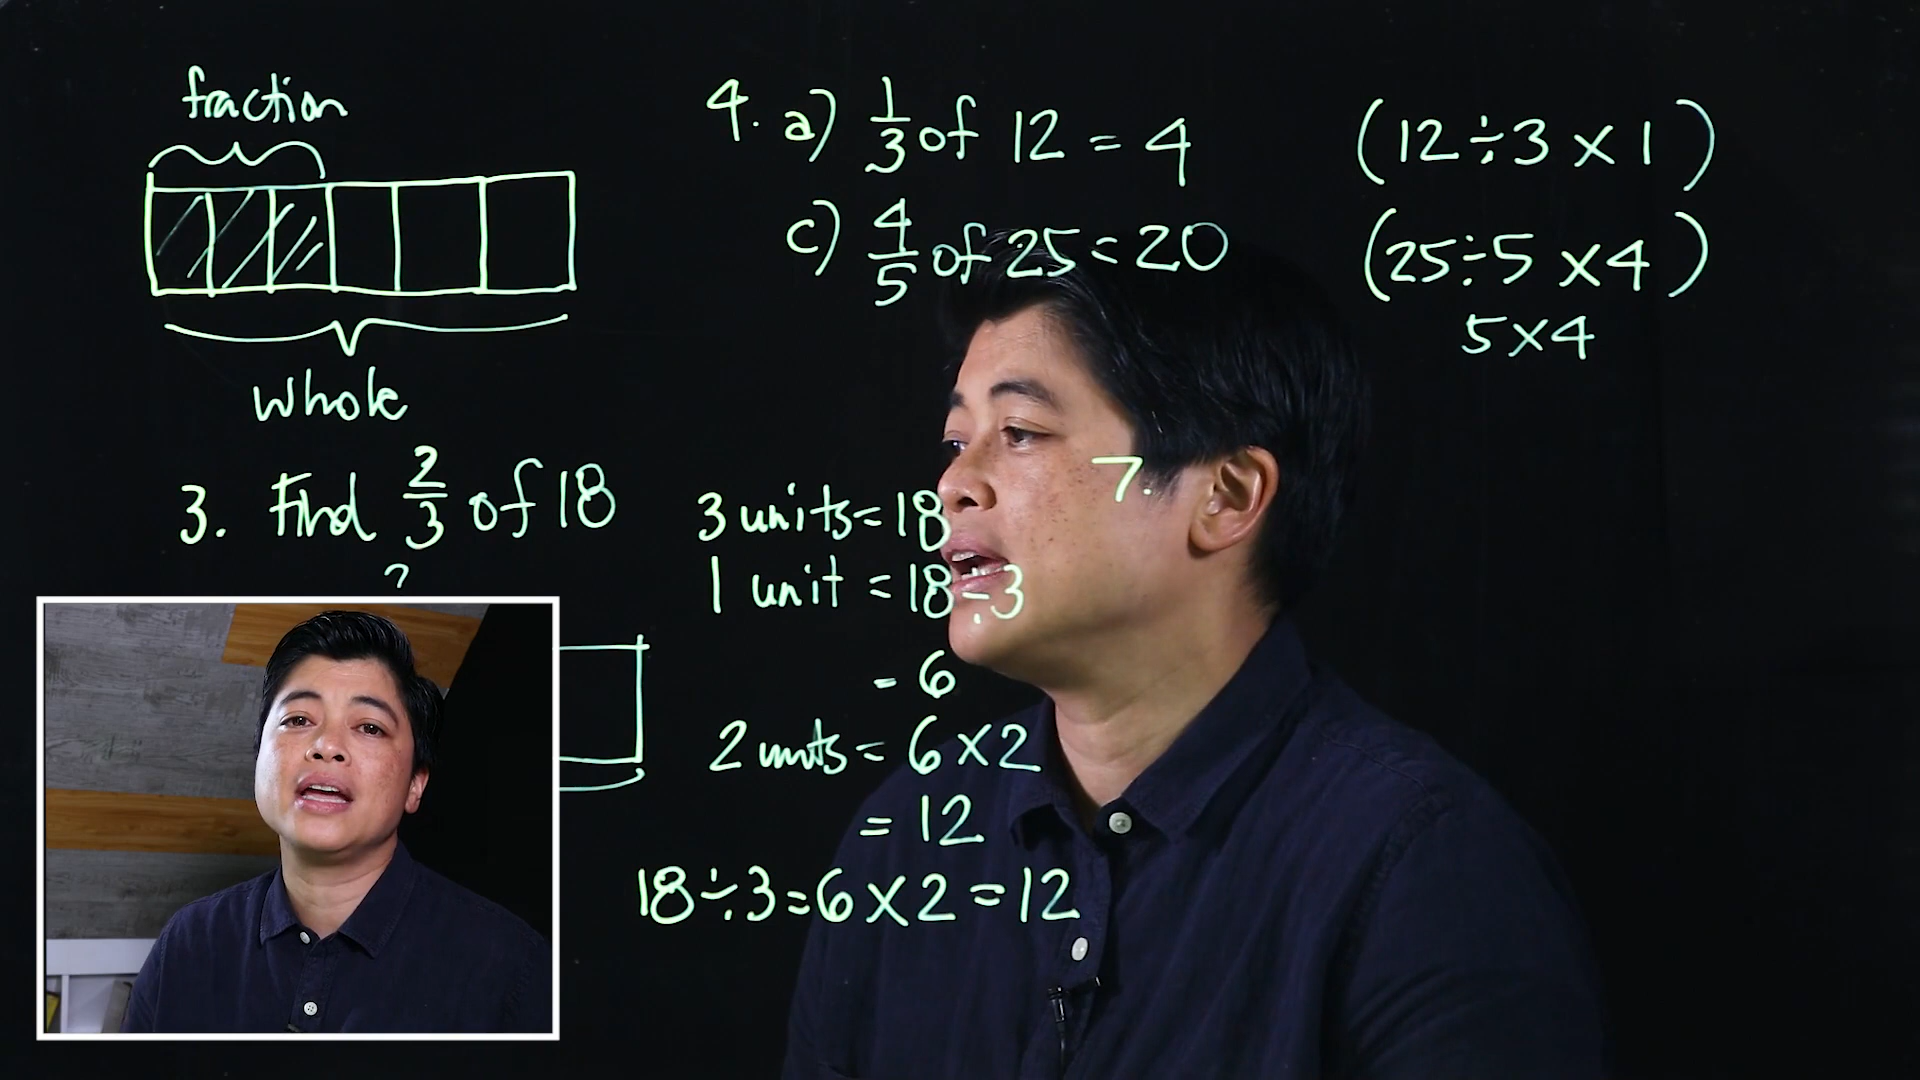 fraction
whole
3. Find 2/3 of 18
?
3 units = 18
1 unit = 18 ÷ 3
= 6
2 units = 6 × 2
= 12
18 ÷ 3 = 6 × 2 = 12
4. a) 1/3 of 12 = 4 (12 ÷ 3 × 1)
c) 4/5 of 25 = 20 (25 ÷ 5 × 4)
5 × 4
7.